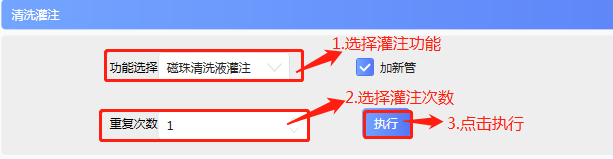 清洗灌注
1.选择灌注功能
功能选择 磁珠清洗液灌注 加新管
2.选择灌注次数
重复次数 1 执行 3.点击执行